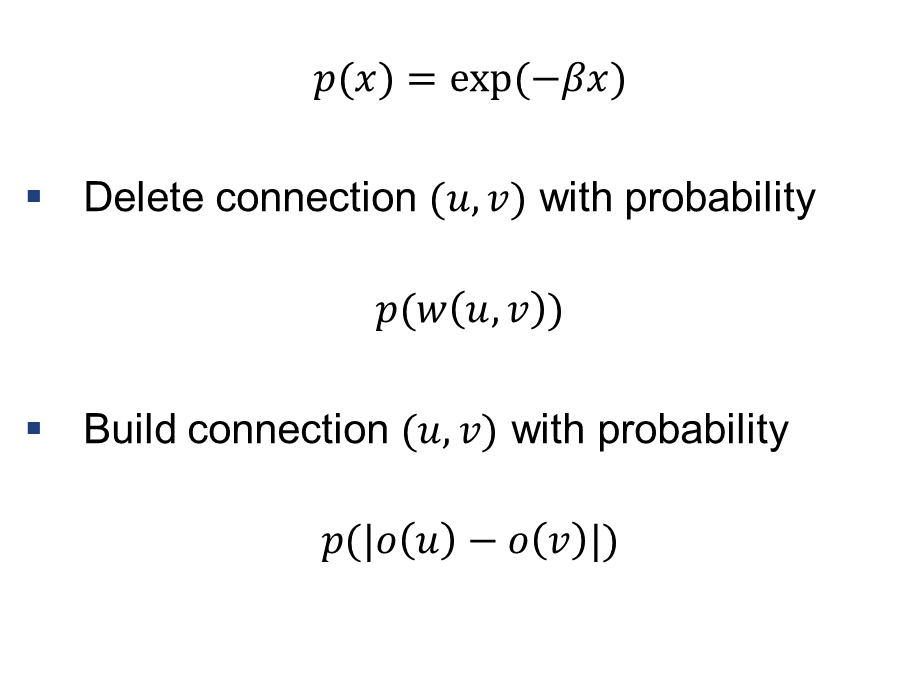 𝑝(𝑥) = exp(−𝛽𝑥)
▪ Delete connection (𝑢, 𝑣) with probability
𝑝(𝑤(𝑢, 𝑣))
▪ Build connection (𝑢, 𝑣) with probability
𝑝(|𝑜(𝑢) − 𝑜(𝑣)|)